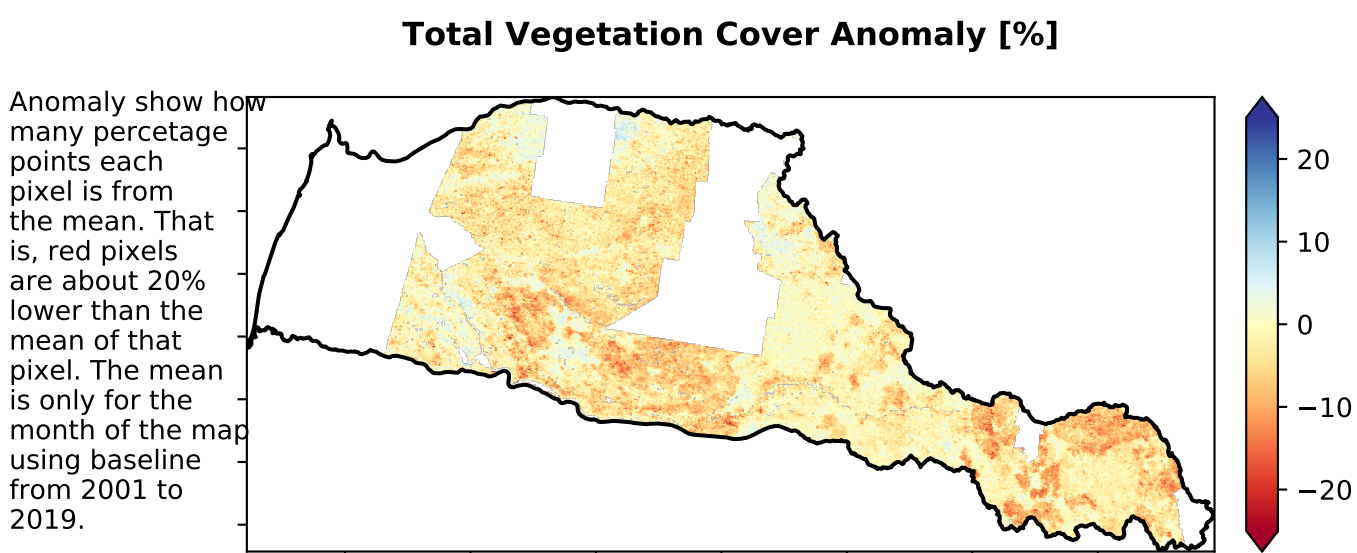 Total Vegetation Cover Anomaly [%]
Anomaly show how
many percetage
points each
pixel is from
the mean. That
is, red pixels
are about 20%
lower than the
mean of that
pixel. The mean
is only for the
month of the map
using baseline
from 2001 to
2019.
20
10
0
−10
−20